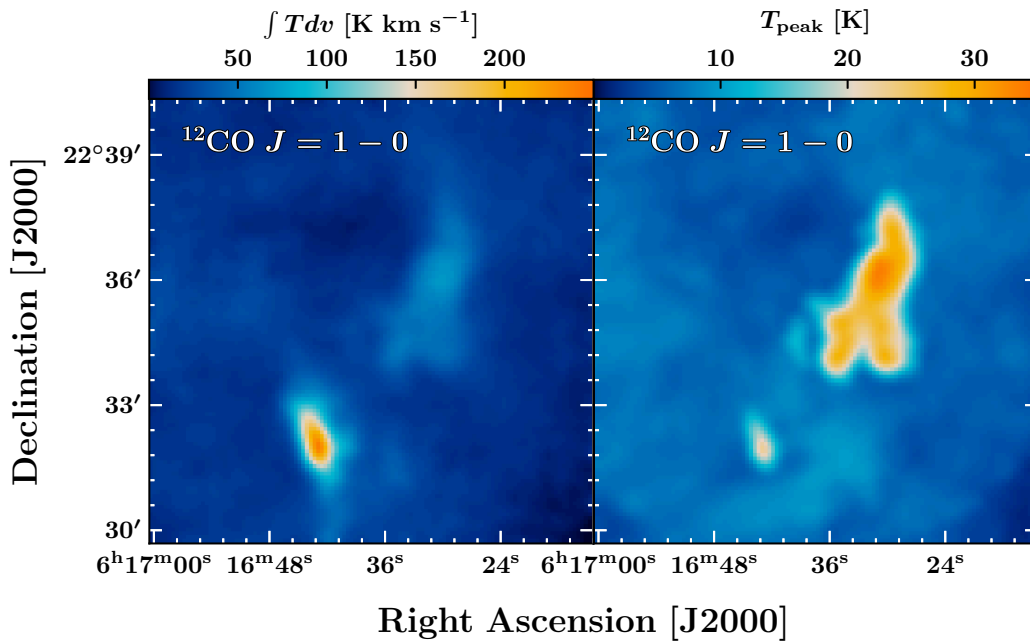 ∫ Tdv [K km s⁻¹]
T_peak [K]
50 100 150 200
10 20 30
¹²CO J = 1 − 0
¹²CO J = 1 − 0
22°39′
36′
33′
30′
Declination [J2000]
6ʰ17ᵐ00ˢ 16ᵐ48ˢ 36ˢ 24ˢ
6ʰ17ᵐ00ˢ 16ᵐ48ˢ 36ˢ 24ˢ
Right Ascension [J2000]